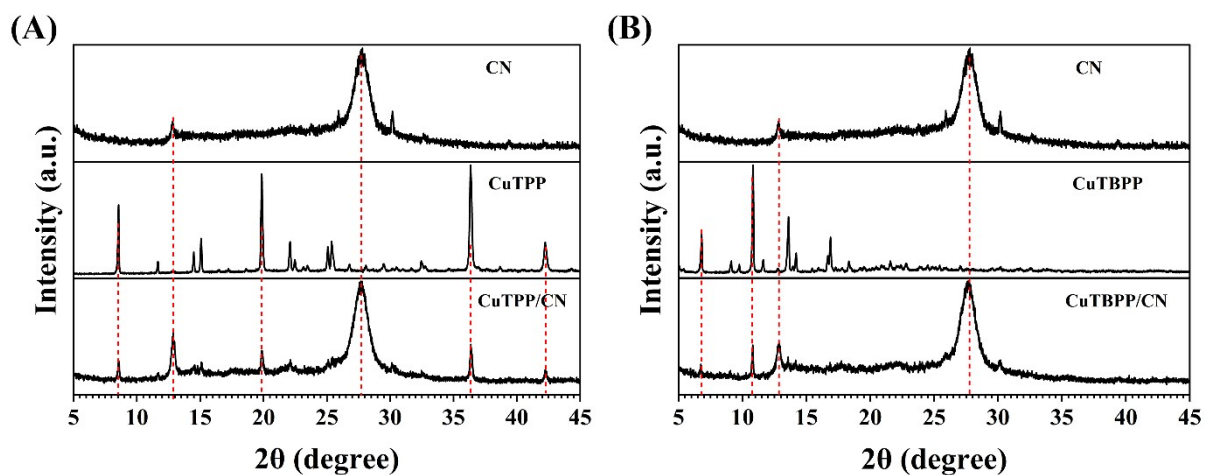 (A)
CN
CuTPP
CuTPP/CN
Intensity (a.u.)
5 10 15 20 25 30 35 40 45
2θ (degree)
(B)
CN
CuTBPP
CuTBPP/CN
Intensity (a.u.)
5 10 15 20 25 30 35 40 45
2θ (degree)